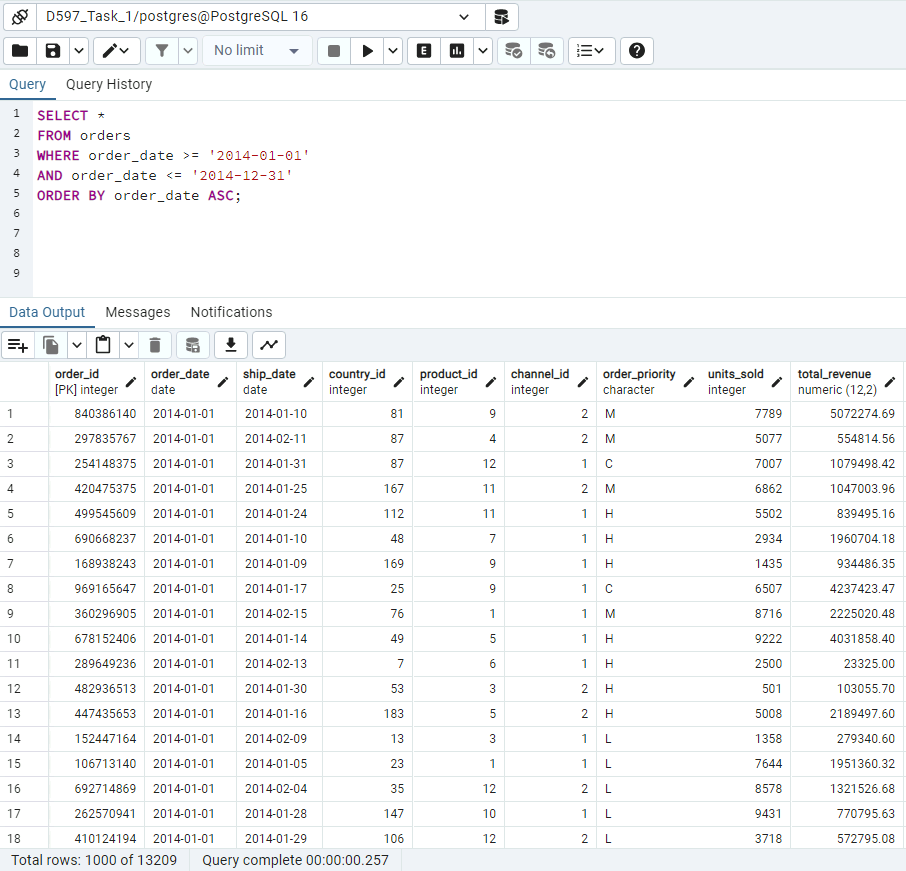 D597_Task_1/postgres@PostgreSQL 16
No limit
E
Query Query History
1 SELECT *
2 FROM orders
3 WHERE order_date >= '2014-01-01'
4 AND order_date <= '2014-12-31'
5 ORDER BY order_date ASC;
6
7
8
9
Data Output Messages Notifications
order_id order_date ship_date country_id product_id channel_id order_priority units_sold total_revenue
[PK] integer date date integer integer integer character integer numeric (12,2)
1 840386140 2014-01-01 2014-01-10 81 9 2 M 7789 5072274.69
2 297835767 2014-01-01 2014-02-11 87 4 2 M 5077 554814.56
3 254148375 2014-01-01 2014-01-31 87 12 1 C 7007 1079498.42
4 420475375 2014-01-01 2014-01-25 167 11 2 M 6862 1047003.96
5 499545609 2014-01-01 2014-01-24 112 11 1 H 5502 839495.16
6 690668237 2014-01-01 2014-01-10 48 7 1 H 2934 1960704.18
7 168938243 2014-01-01 2014-01-09 169 9 1 H 1435 934486.35
8 969165647 2014-01-01 2014-01-17 25 9 1 C 6507 4237423.47
9 360296905 2014-01-01 2014-02-15 76 1 1 M 8716 2225020.48
10 678152406 2014-01-01 2014-01-14 49 5 1 H 9222 4031858.40
11 289649236 2014-01-01 2014-02-13 7 6 1 H 2500 23325.00
12 482936513 2014-01-01 2014-01-30 53 3 2 H 501 103055.70
13 447435653 2014-01-01 2014-01-16 183 5 2 H 5008 2189497.60
14 152447164 2014-01-01 2014-02-09 13 3 1 L 1358 279340.60
15 106713140 2014-01-01 2014-01-05 23 1 1 L 7644 1951360.32
16 692714869 2014-01-01 2014-02-04 35 12 2 L 8578 1321526.68
17 262570941 2014-01-01 2014-01-28 147 10 1 L 9431 770795.63
18 410124194 2014-01-01 2014-01-29 106 12 2 L 3718 572795.08
Total rows: 1000 of 13209 Query complete 00:00:00.257